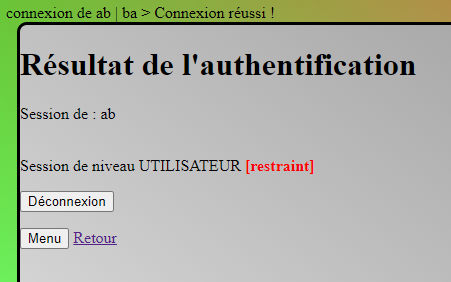 connexion de ab | ba > Connexion réussi !
Résultat de l'authentification
Session de : ab
Session de niveau UTILISATEUR [restraint]
Déconnexion
Menu Retour